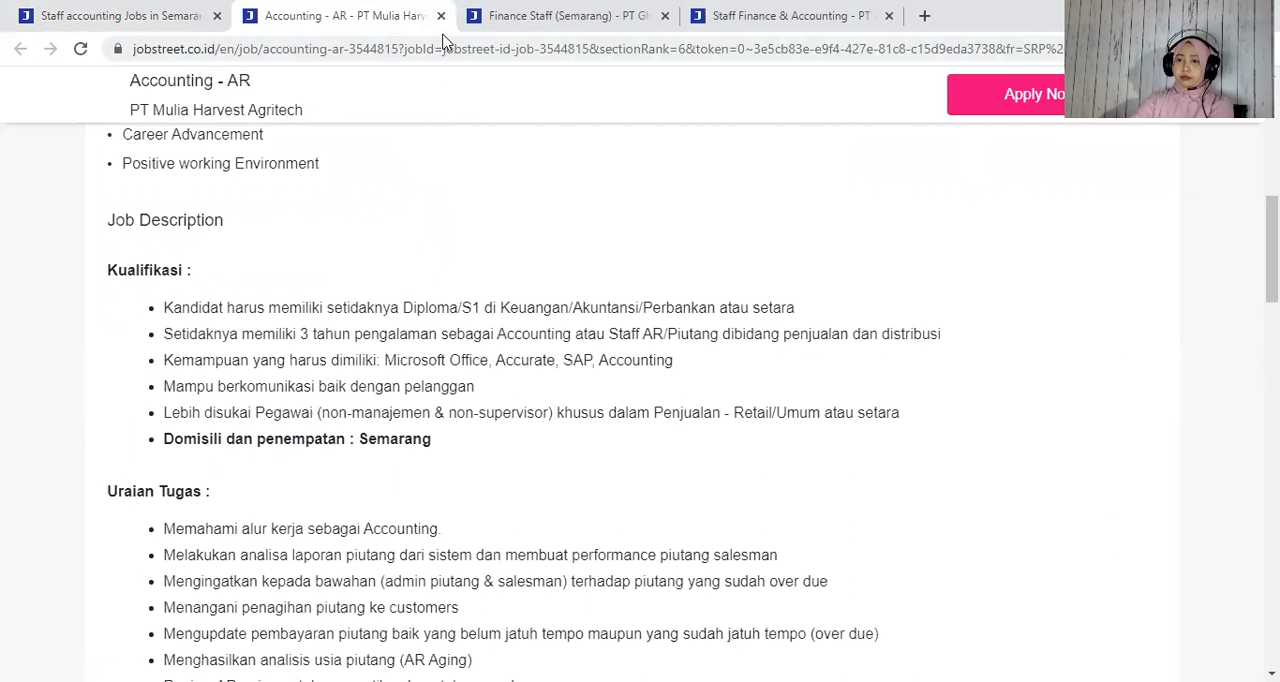 Staff accounting Jobs in Semaran
Accounting - AR - PT Mulia Harv
Finance Staff (Semarang) - PT Gl
Staff Finance & Accounting - PT
jobstreet.co.id/en/job/accounting-ar-3544815?jobId=jobstreet-id-job-3544815&sectionRank=6&token=0~3e5cb83e-e9f4-427e-81c8-c15d9eda3738&fr=SRP%2
Accounting - AR
PT Mulia Harvest Agritech
Apply No
• Career Advancement
• Positive working Environment
Job Description
Kualifikasi :
• Kandidat harus memiliki setidaknya Diploma/S1 di Keuangan/Akuntansi/Perbankan atau setara
• Setidaknya memiliki 3 tahun pengalaman sebagai Accounting atau Staff AR/Piutang dibidang penjualan dan distribusi
• Kemampuan yang harus dimiliki: Microsoft Office, Accurate, SAP, Accounting
• Mampu berkomunikasi baik dengan pelanggan
• Lebih disukai Pegawai (non-manajemen & non-supervisor) khusus dalam Penjualan - Retail/Umum atau setara
• Domisili dan penempatan : Semarang
Uraian Tugas :
• Memahami alur kerja sebagai Accounting.
• Melakukan analisa laporan piutang dari sistem dan membuat performance piutang salesman
• Mengingatkan kepada bawahan (admin piutang & salesman) terhadap piutang yang sudah over due
• Menangani penagihan piutang ke customers
• Mengupdate pembayaran piutang baik yang belum jatuh tempo maupun yang sudah jatuh tempo (over due)
• Menghasilkan analisis usia piutang (AR Aging)